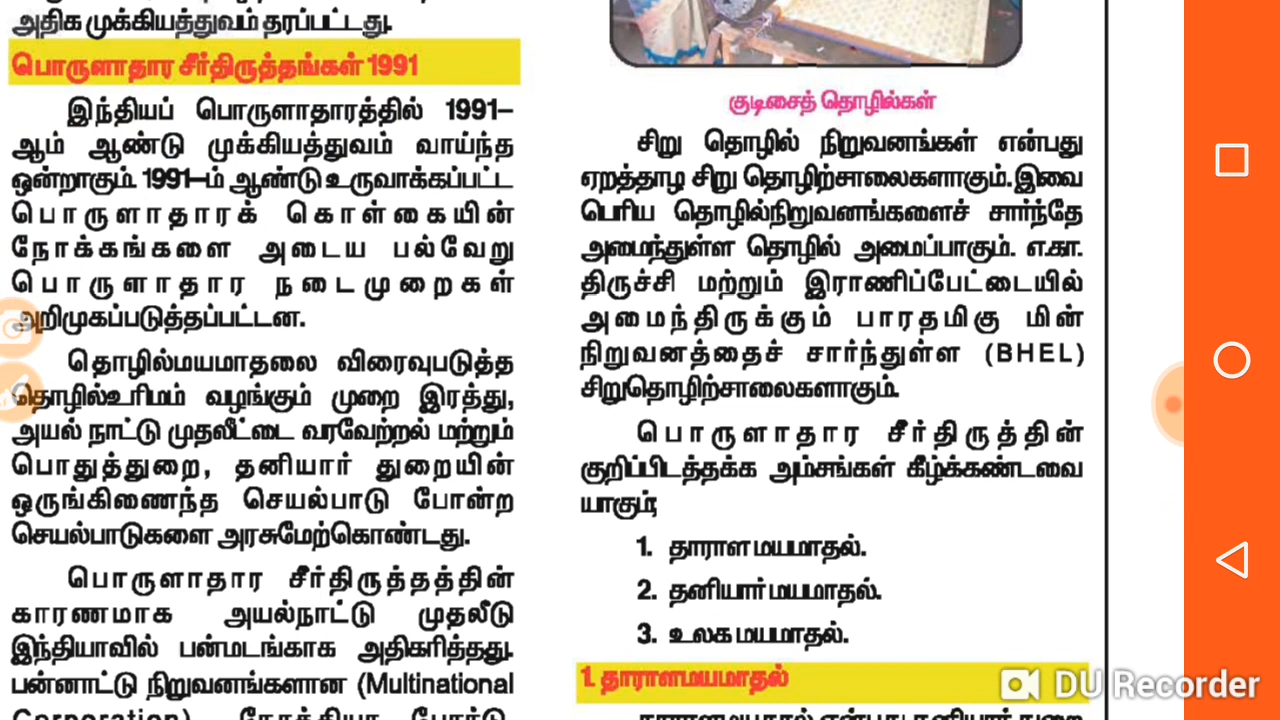 அதிக முக்கியத்துவம் தரப்பட்டது.
பொருளாதார சீர்திருத்தங்கள் 1991
இந்தியப் பொருளாதாரத்தில் 1991–
ஆம் ஆண்டு முக்கியத்துவம் வாய்ந்த
ஒன்றாகும். 1991–ம் ஆண்டு உருவாக்கப்பட்ட
பொருளாதாரக் கொள்கையின்
நோக்கங்களை அடைய பல்வேறு
பொருளாதார நடைமுறைகள்
அறிமுகப்படுத்தப்பட்டன.
தொழில்மயமாதலை விரைவுபடுத்த
தொழில்உரிமம் வழங்கும் முறை இரத்து,
அயல் நாட்டு முதலீட்டை வரவேற்றல் மற்றும்
பொதுத்துறை, தனியார் துறையின்
ஒருங்கிணைந்த செயல்பாடு போன்ற
செயல்பாடுகளை அரசுமேற்கொண்டது.
பொருளாதார சீர்திருத்தத்தின்
காரணமாக அயல்நாட்டு முதலீடு
இந்தியாவில் பன்மடங்காக அதிகரித்தது.
பன்னாட்டு நிறுவனங்களான (Multinational
Corporation)
குடிசைத் தொழில்கள்
சிறு தொழில் நிறுவனங்கள் என்பது
ஏறத்தாழ சிறு தொழிற்சாலைகளாகும். இவை
பெரிய தொழில்நிறுவனங்களைச் சார்ந்தே
அமைந்துள்ள தொழில் அமைப்பாகும். எ.கா.
திருச்சி மற்றும் இராணிப்பேட்டையில்
அமைந்திருக்கும் பாரதமிகு மின்
நிறுவனத்தைச் சார்ந்துள்ள (BHEL)
சிறுதொழிற்சாலைகளாகும்.
பொருளாதார சீர்திருத்தின்
குறிப்பிடத்தக்க அம்சங்கள் கீழ்க்கண்டவை
யாகும்;
1. தாராள மயமாதல்.
2. தனியார் மயமாதல்.
3. உலக மயமாதல்.
1. தாராளமயமாதல்
DU Recorder